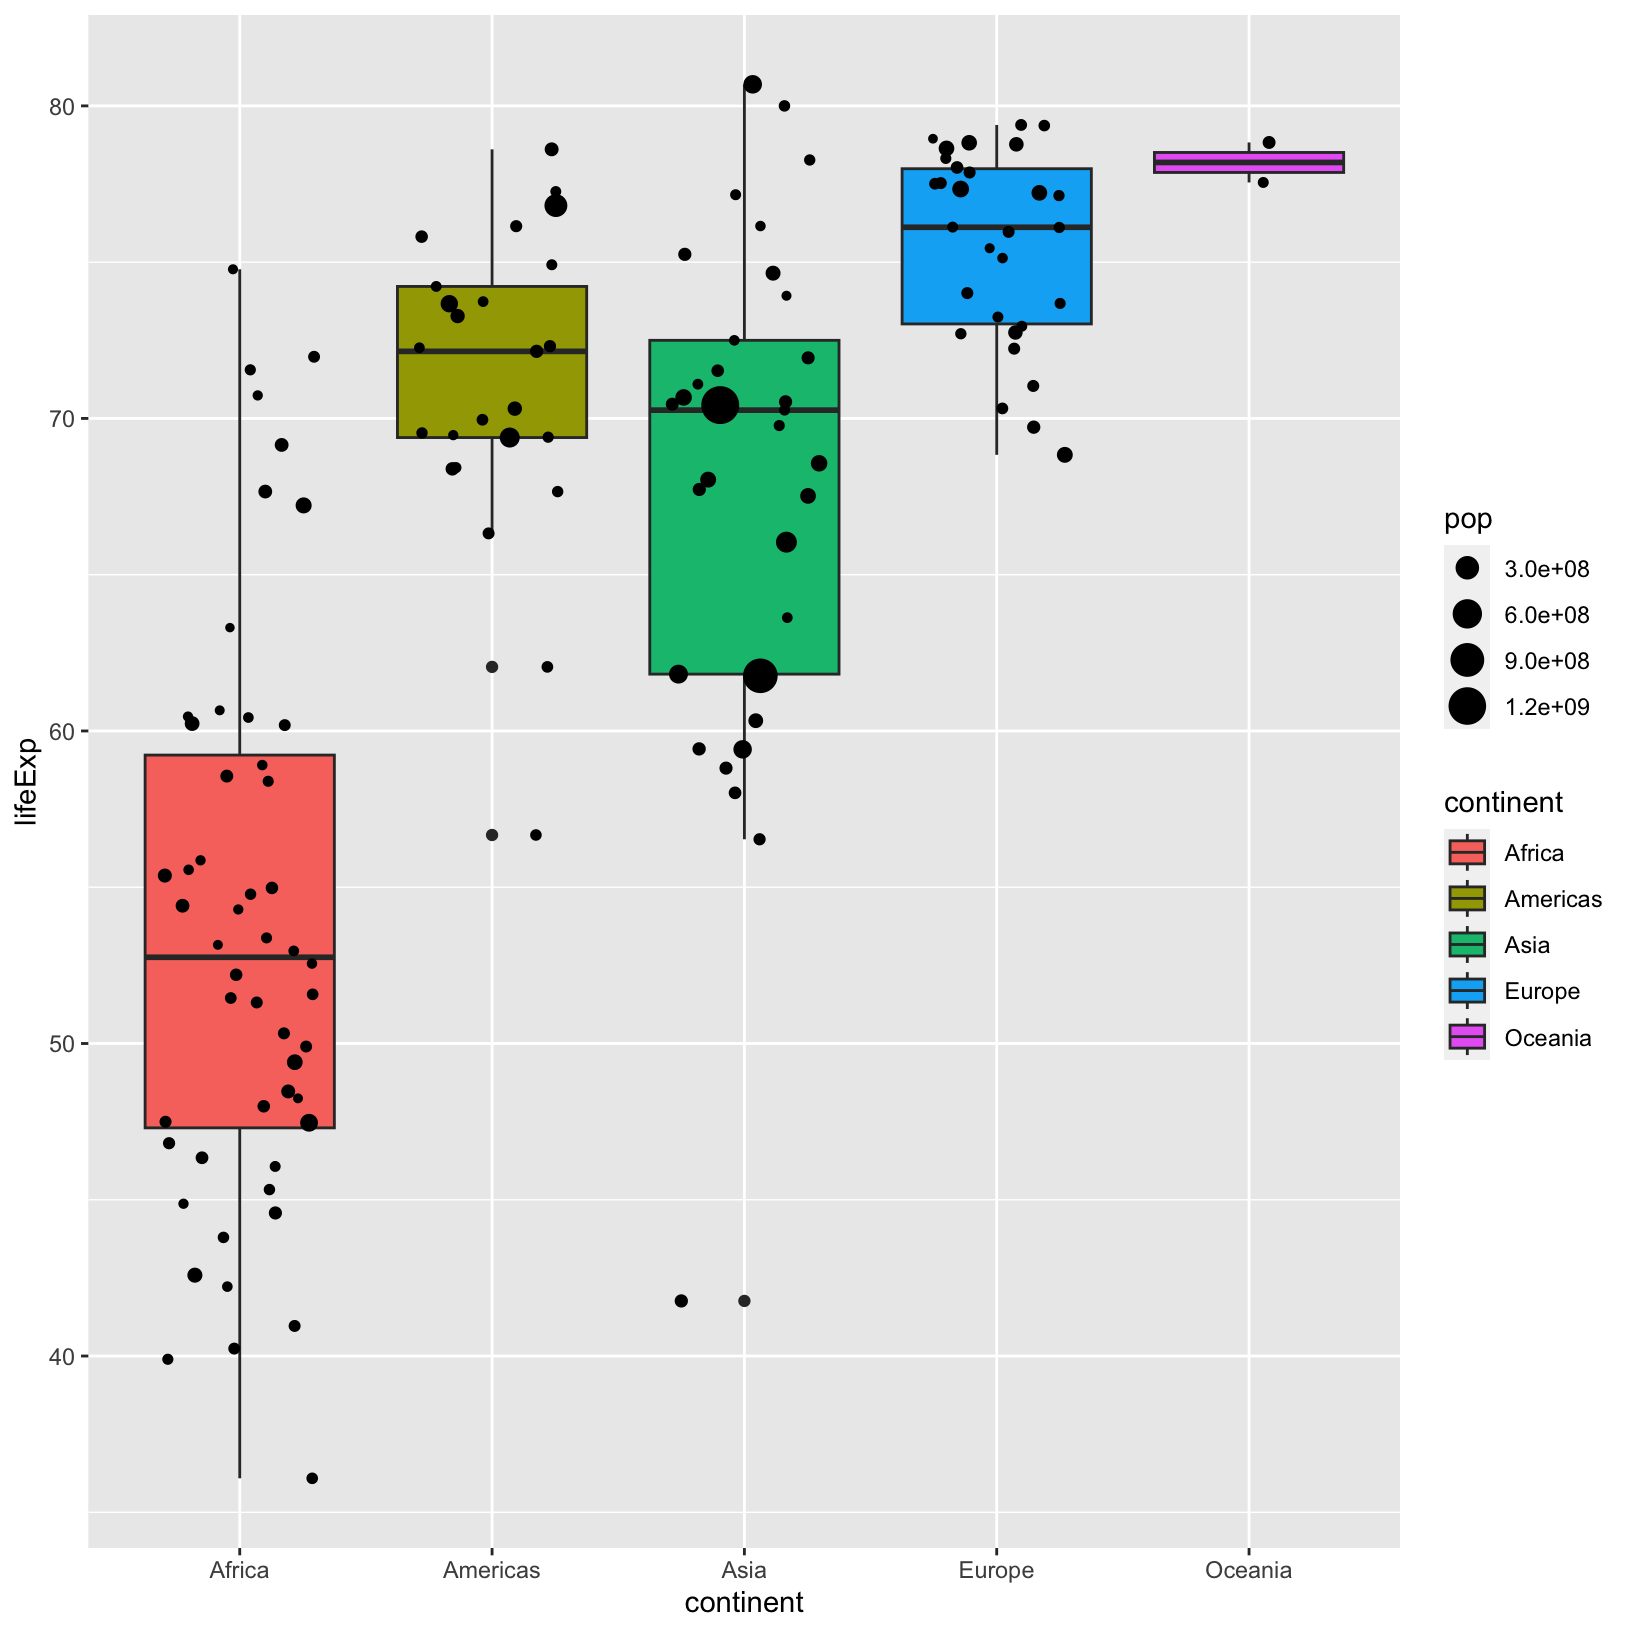 lifeExp
80
70
60
50
40
Africa
Americas
Asia
Europe
Oceania
continent
pop
3.0e+08
6.0e+08
9.0e+08
1.2e+09
continent
Africa
Americas
Asia
Europe
Oceania